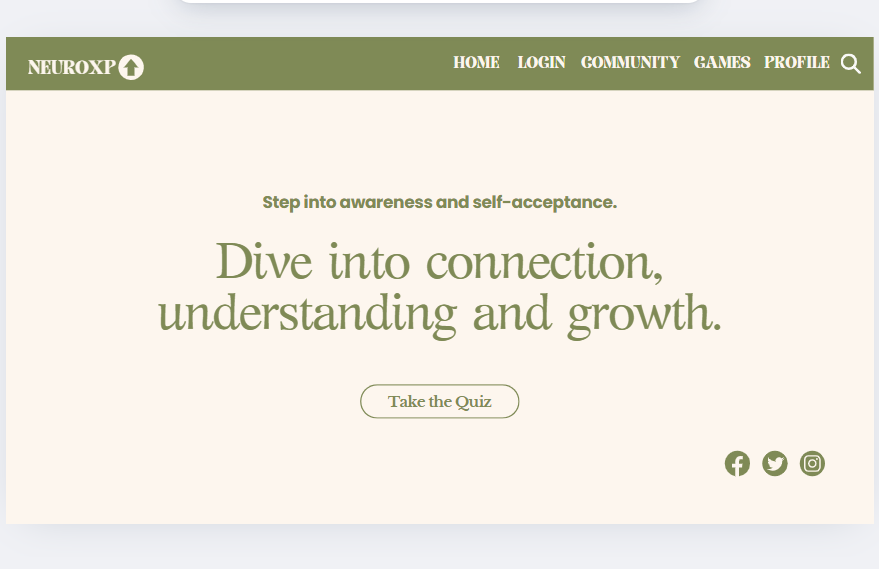 NEUROXP
HOME LOGIN COMMUNITY GAMES PROFILE
Step into awareness and self-acceptance.
Dive into connection,
understanding and growth.
Take the Quiz